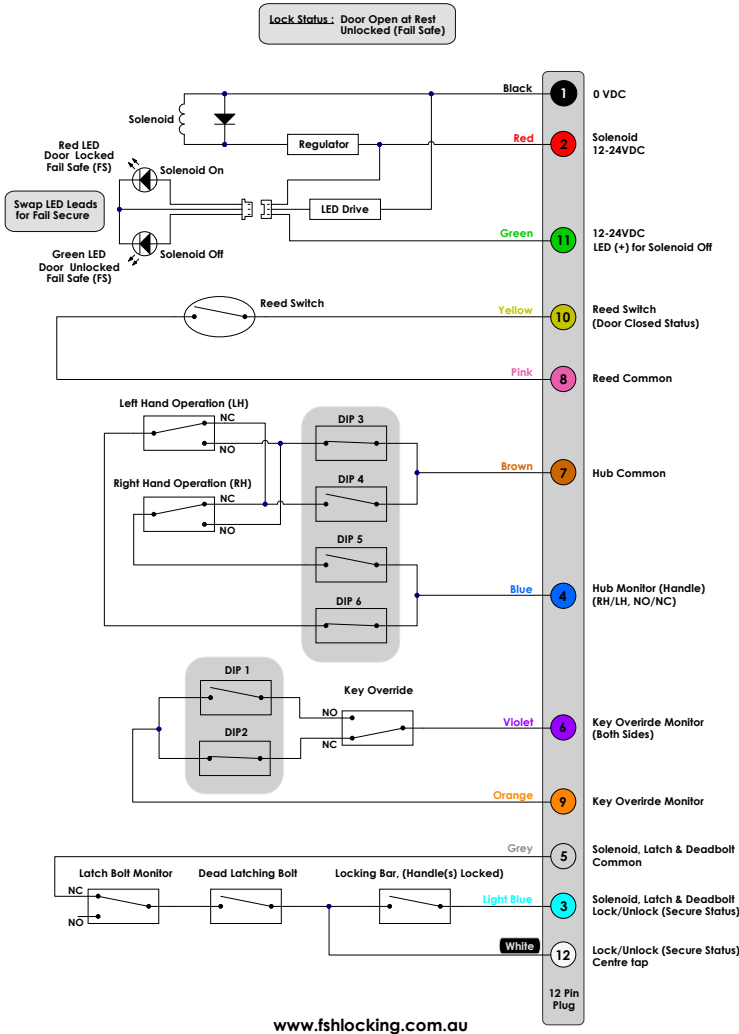 Lock Status : Door Open at Rest
Unlocked (Fail Safe)
Black
1
0 VDC
Solenoid
Red
2
Solenoid
12-24VDC
Regulator
Red LED
Door Locked
Fail Safe (FS)
Solenoid On
Swap LED Leads
for Fail Secure
LED Drive
Green
11
12-24VDC
LED (+) for Solenoid Off
Green LED
Door Unlocked
Fail Safe (FS)
Solenoid Off
Reed Switch
Yellow
10
Reed Switch
(Door Closed Status)
Pink
8
Reed Common
Left Hand Operation (LH)
NC
NO
DIP 3
Brown
7
Hub Common
Right Hand Operation (RH)
NC
NO
DIP 4
DIP 5
Blue
4
Hub Monitor (Handle)
(RH/LH, NO/NC)
DIP 6
DIP 1
Key Override
NO
NC
Violet
6
Key Overirde Monitor
(Both Sides)
DIP2
Orange
9
Key Overirde Monitor
Grey
5
Solenoid, Latch & Deadbolt
Common
Latch Bolt Monitor
Dead Latching Bolt
Locking Bar, (Handle(s) Locked)
NC
NO
Light Blue
3
Solenoid, Latch & Deadbolt
Lock/Unlock (Secure Status)
White
12
Lock/Unlock (Secure Status)
Centre tap
12 Pin
Plug
www.fshlocking.com.au